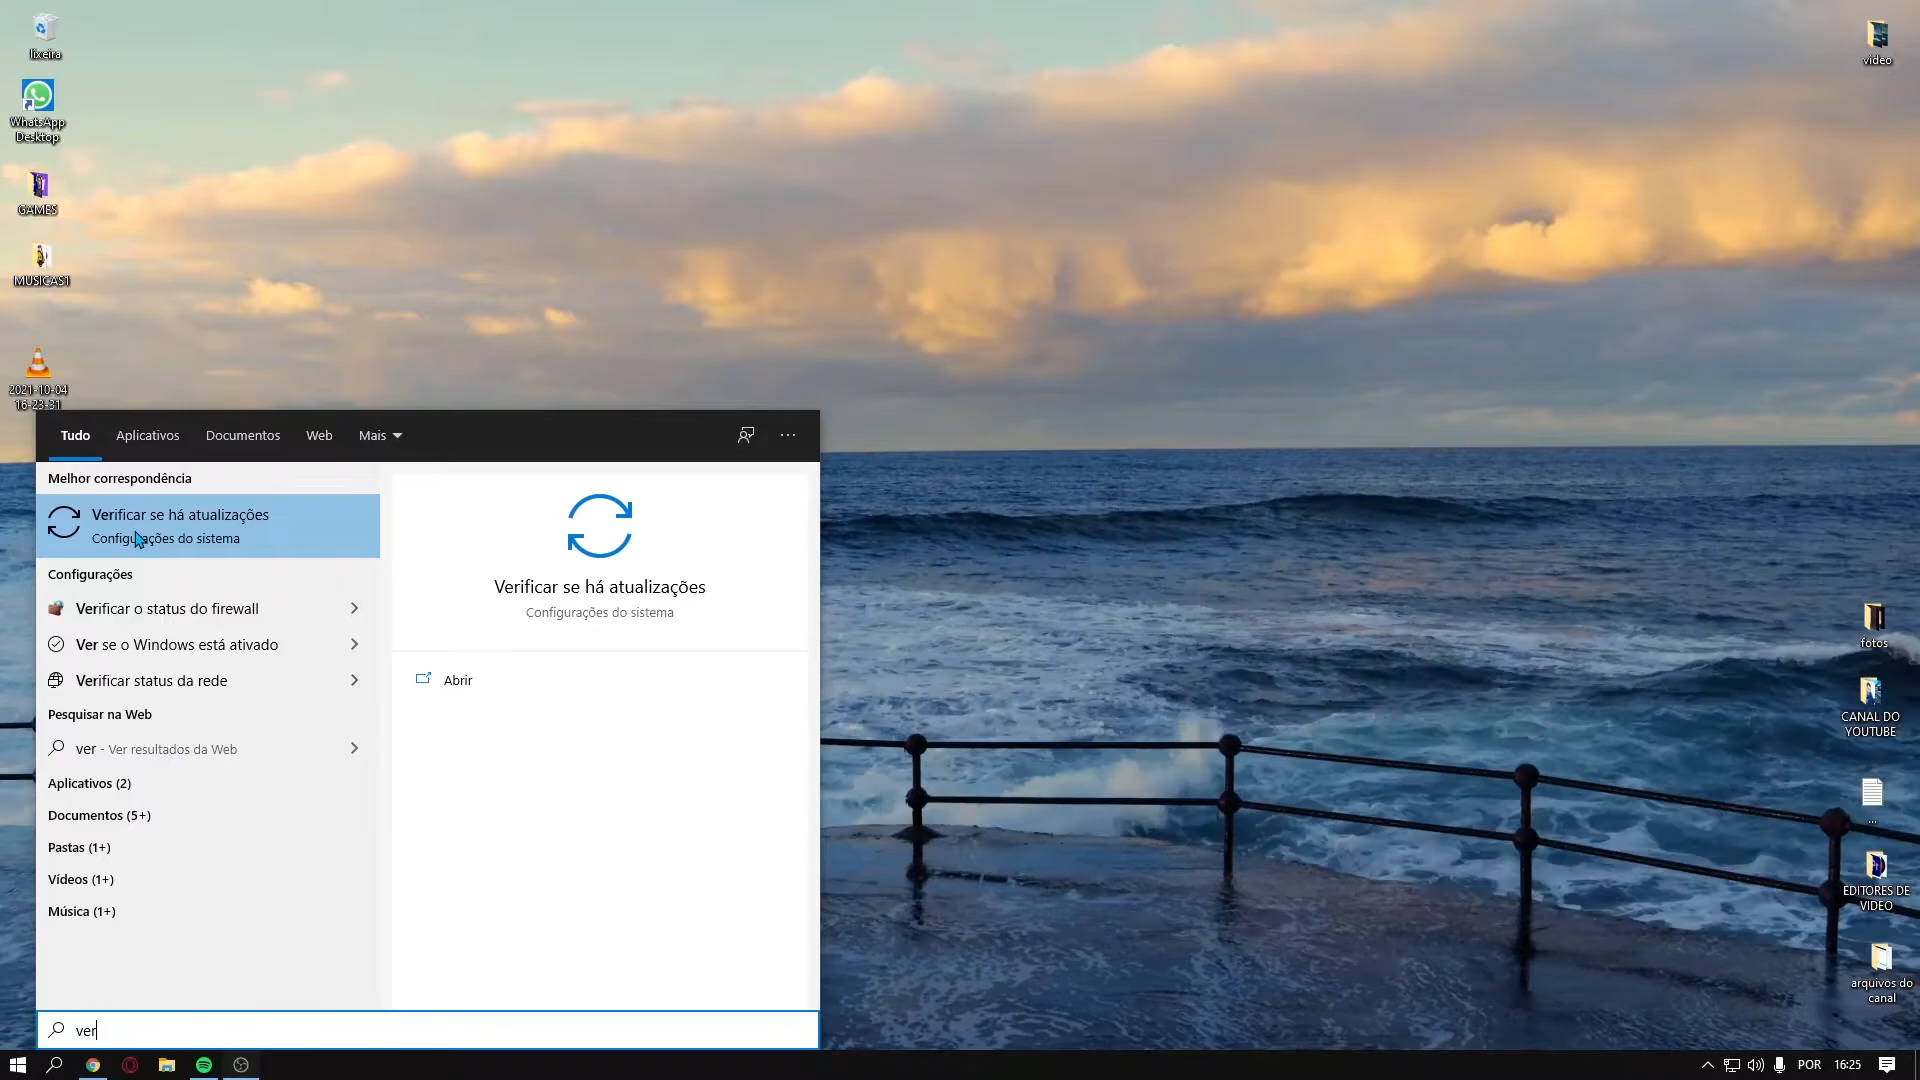 lixeira
WhatsApp
Desktop
GAMES
MUSICAS1
2021-10-04
16-23-31
video
fotos
CANAL DO
YOUTUBE
...
EDITORES DE
VIDEO
arquivos do
canal
Tudo
Aplicativos
Documentos
Web
Mais
...
Melhor correspondência
Verificar se há atualizações
Configurações do sistema
Configurações
Verificar o status do firewall
Ver se o Windows está ativado
Verificar status da rede
Pesquisar na Web
ver - Ver resultados da Web
Aplicativos (2)
Documentos (5+)
Pastas (1+)
Vídeos (1+)
Música (1+)
Verificar se há atualizações
Configurações do sistema
Abrir
ver
POR
16:25